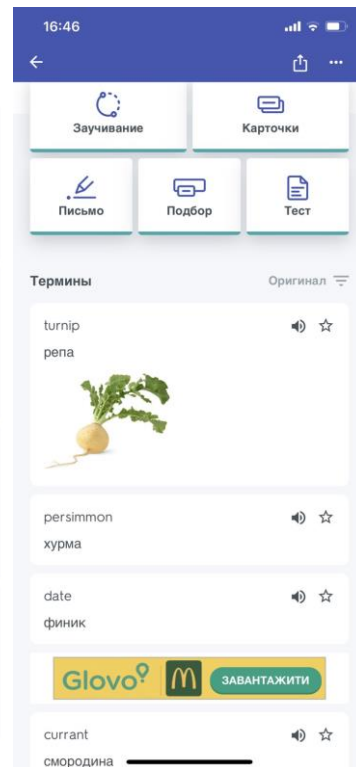 16:46
Заучивание
Карточки
Письмо
Подбор
Тест
Термины
Оригинал
turnip
репа
persimmon
хурма
date
финик
Glovo
ЗАВАНТАЖИТИ
currant
смородина